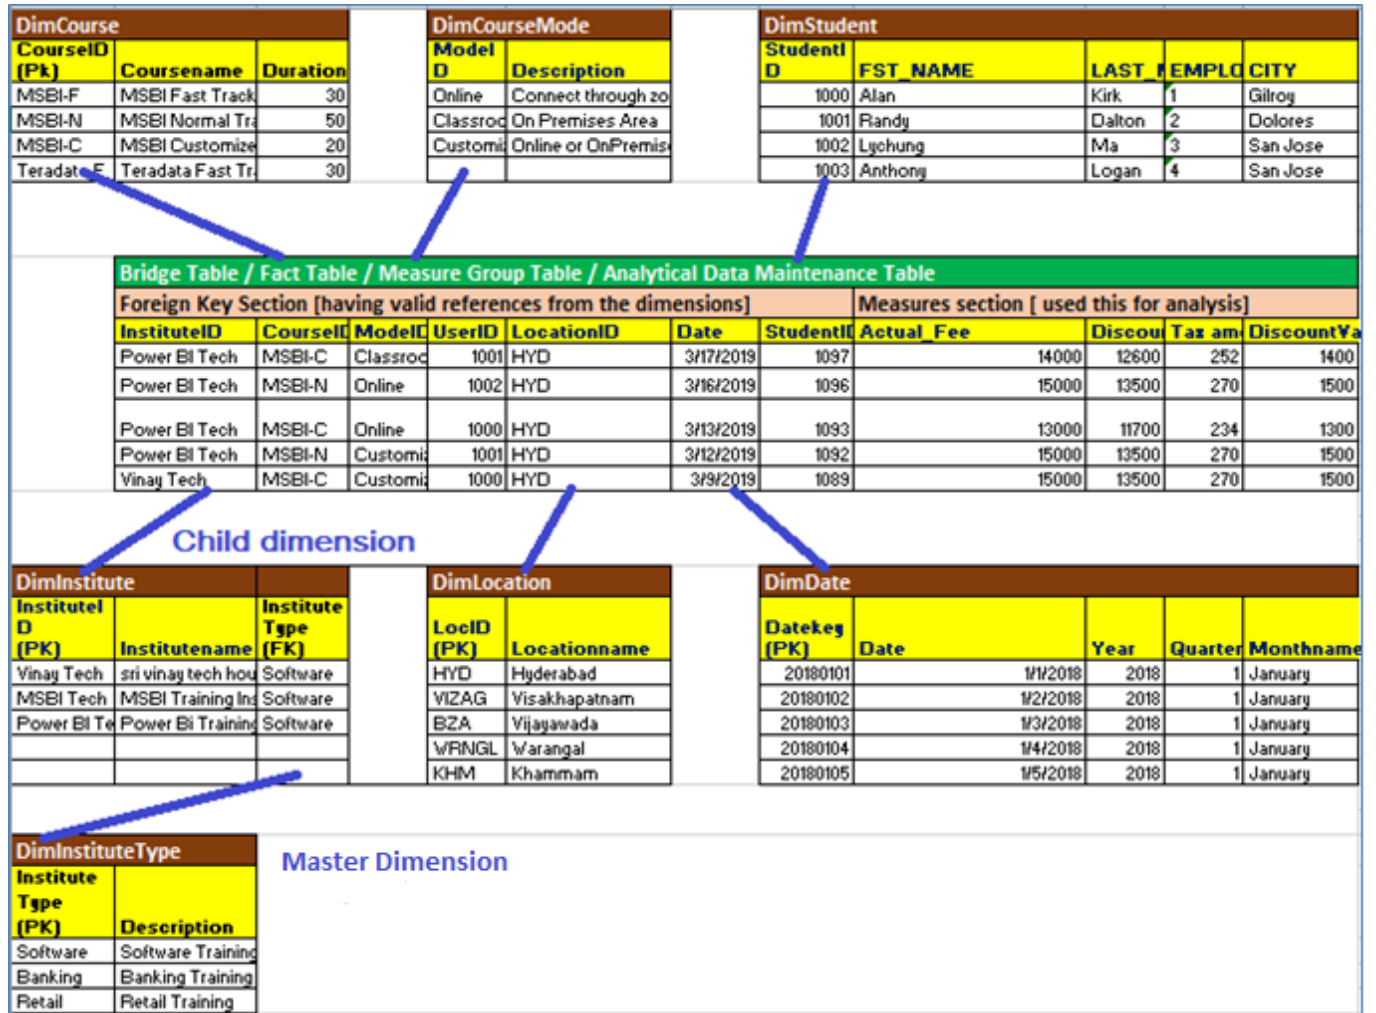 DimCourse DimCourseMode DimStudent
CourseID (Pk) Coursename Duration Model D Description StudentI D FST_NAME LAST_ EMPLO CITY
MSBI-F MSBI Fast Track 30 Online Connect through zo 1000 Alan Kirk 1 Gilroy
MSBI-N MSBI Normal Tra 50 Classroo On Premises Area 1001 Randy Dalton 2 Dolores
MSBI-C MSBI Customize 20 Customi Online or OnPremis 1002 Lychung Ma 3 San Jose
Teradata-F Teradata Fast Tr 30 1003 Anthony Logan 4 San Jose
Bridge Table / Fact Table / Measure Group Table / Analytical Data Maintenance Table
Foreign Key Section [having valid references from the dimensions] Measures section [ used this for analysis]
InstituteID CourseID ModelD UserID LocationID Date StudentID Actual_Fee Discou Tax am DiscountVa
Power BI Tech MSBI-C Classroo 1001 HYD 3/17/2019 1097 14000 12600 252 1400
Power BI Tech MSBI-N Online 1002 HYD 3/16/2019 1096 15000 13500 270 1500
Power BI Tech MSBI-C Online 1000 HYD 3/13/2019 1093 13000 11700 234 1300
Power BI Tech MSBI-N Customi 1001 HYD 3/12/2019 1092 15000 13500 270 1500
Vinay Tech MSBI-C Customi 1000 HYD 3/9/2019 1089 15000 13500 270 1500
Child dimension
DimInstitute DimLocation DimDate
InstituteI D (PK) Institutename Institute Type (FK) LocID (PK) Locationname Datekey (PK) Date Year Quarter Monthname
Vinay Tech sri vinay tech hou Software HYD Hyderabad 20180101 1/1/2018 2018 1 January
MSBI Tech MSBI Training Ins Software VIZAG Visakhapatnam 20180102 1/2/2018 2018 1 January
Power BI Te Power Bi Training Software BZA Vijayawada 20180103 1/3/2018 2018 1 January
WRNGL Warangal 20180104 1/4/2018 2018 1 January
KHM Khammam 20180105 1/5/2018 2018 1 January
DimInstituteType
Master Dimension
Institute Type (PK) Description
Software Software Training
Banking Banking Training
Retail Retail Training